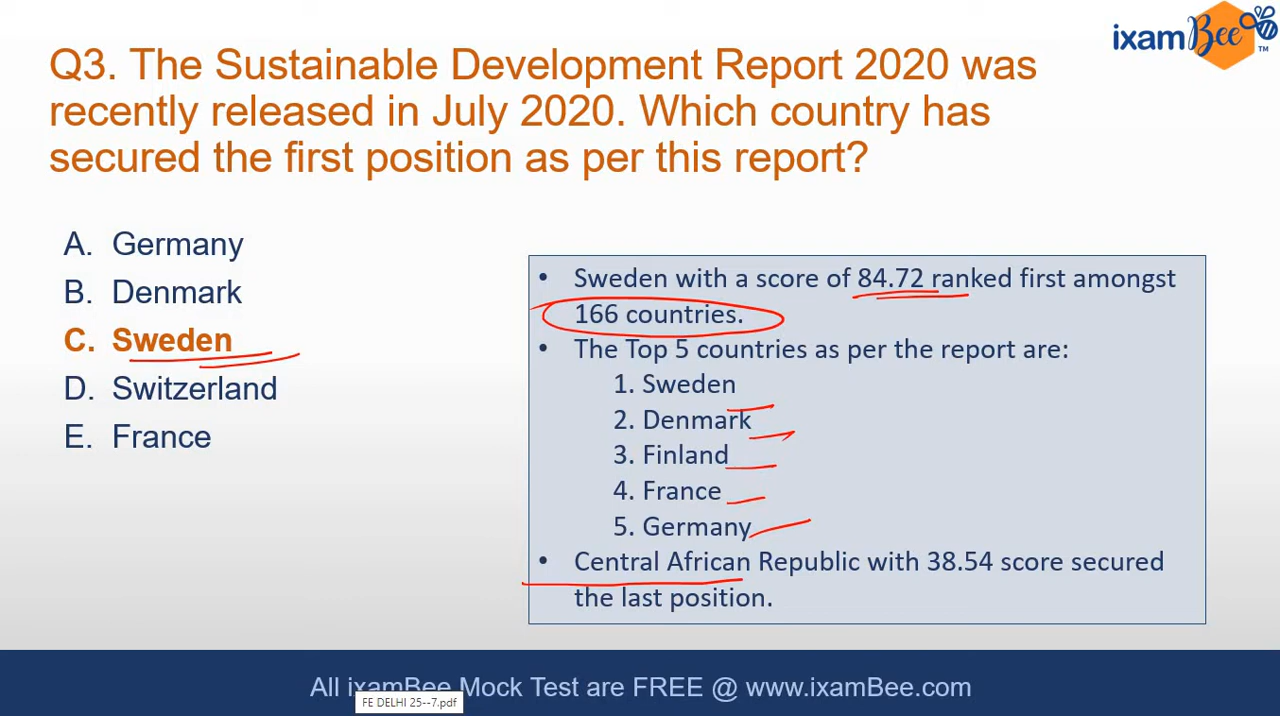 ixamBee
TM
Q3. The Sustainable Development Report 2020 was
recently released in July 2020. Which country has
secured the first position as per this report?
A. Germany
B. Denmark
C. Sweden
D. Switzerland
E. France
• Sweden with a score of 84.72 ranked first amongst
166 countries.
• The Top 5 countries as per the report are:
1. Sweden
2. Denmark
3. Finland
4. France
5. Germany
• Central African Republic with 38.54 score secured
the last position.
All ixamBee Mock Test are FREE @ www.ixamBee.com
FE DELHI 25--7.pdf